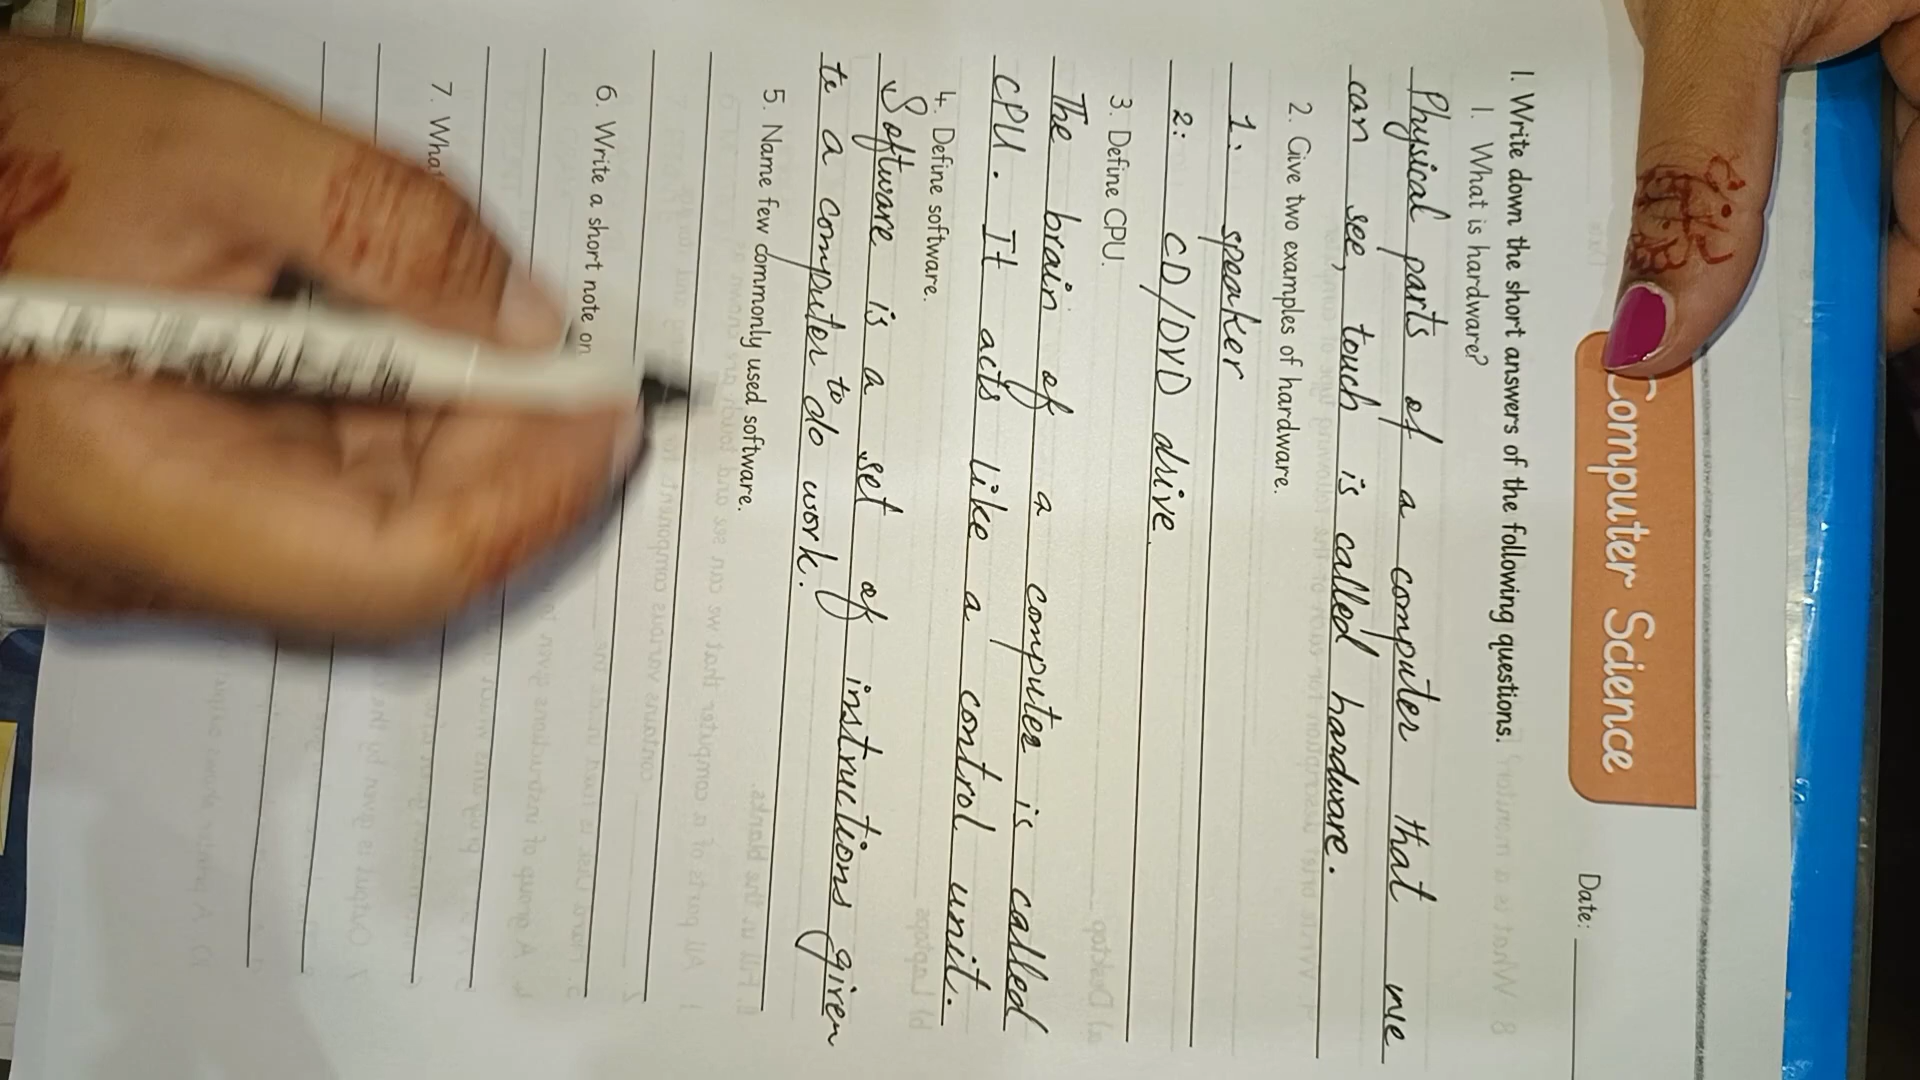 Computer Science
Date:
1. Write down the short answers of the following questions.
1. What is hardware?
Physical parts of a computer that we
can see, touch is called hardware.
2. Give two examples of hardware.
1: speaker
2: CD/DVD drive
3. Define CPU.
The brain of a computer is called
CPU. It acts like a control unit.
4. Define software.
Software is a set of instructions given
to a computer to do work.
5. Name few commonly used software.
6. Write a short note on
7. What